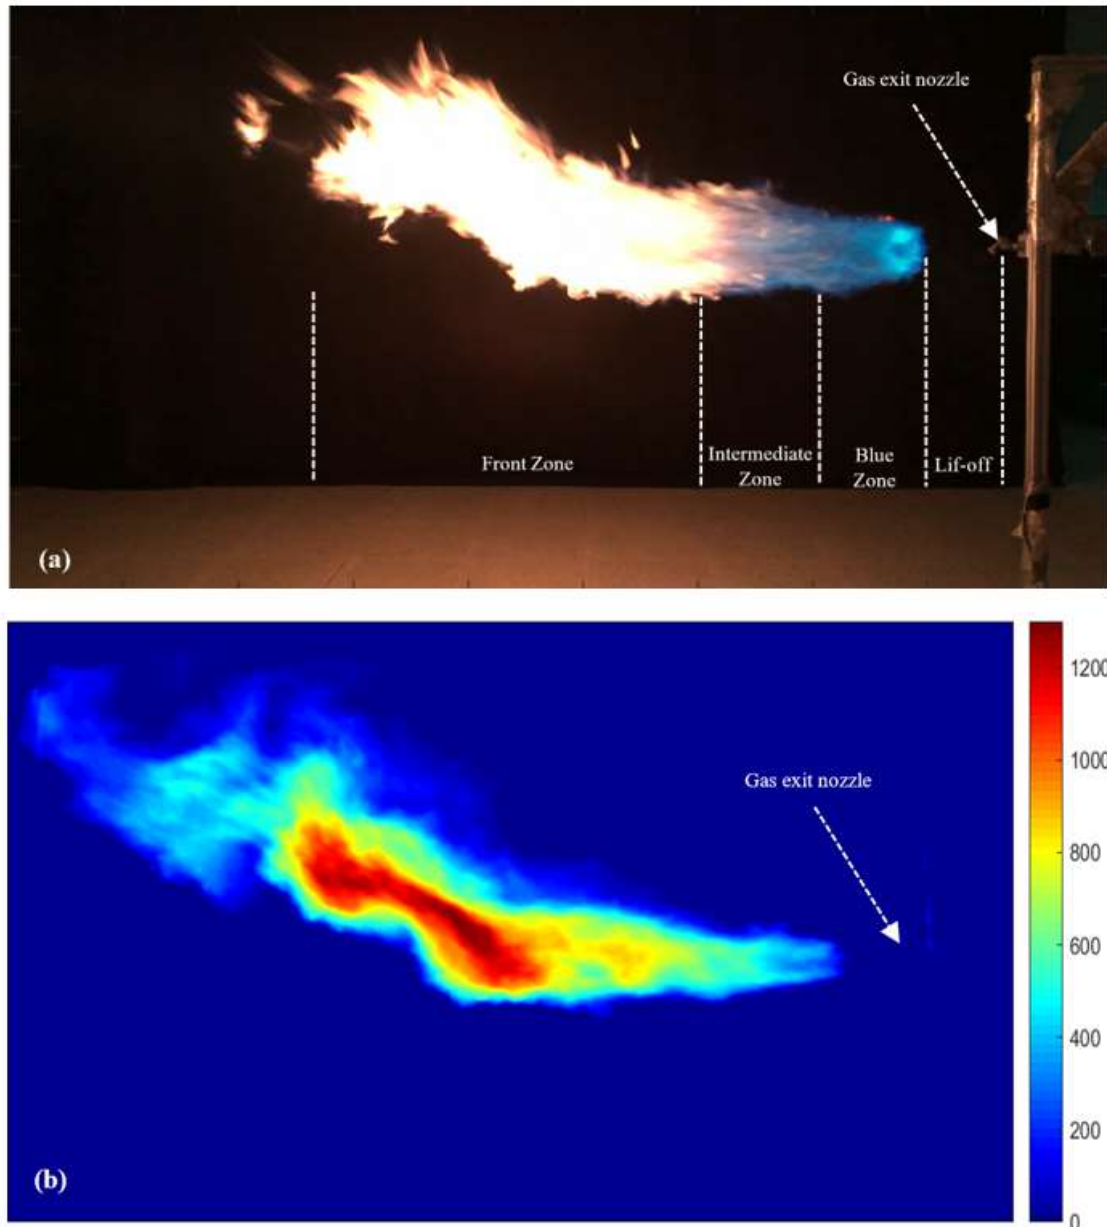 Gas exit nozzle
Front Zone
Intermediate
Zone
Blue
Zone
Lif-off
(a)
1200
1000
Gas exit nozzle
800
600
400
200
0
(b)